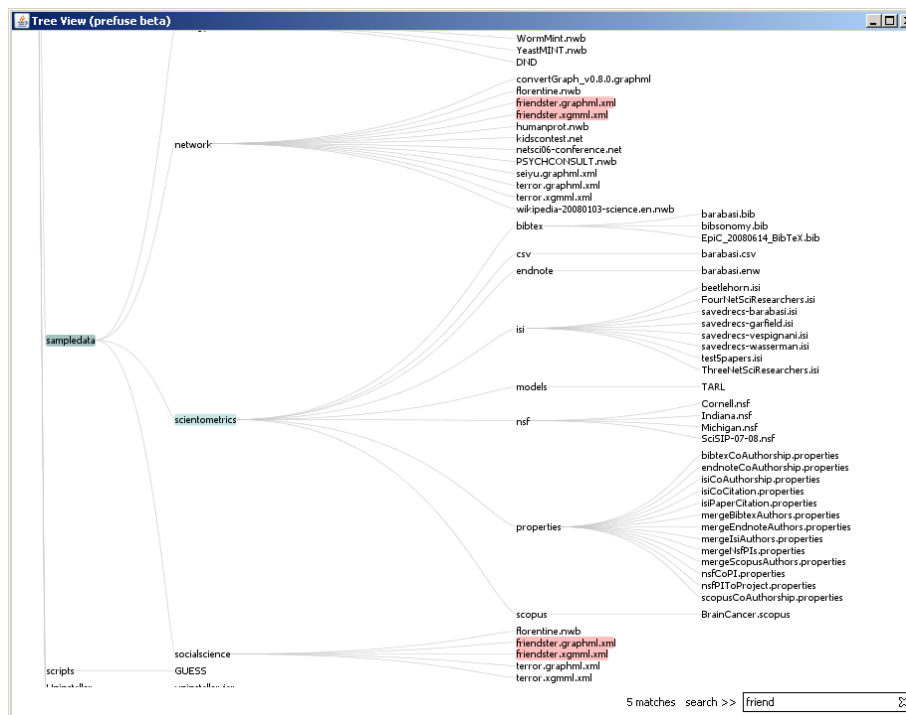 Tree View (prefuse beta)
WormMint.nwb
YeastMINT.nwb
DND
network
convertGraph_v0.8.0.graphml
florentine.nwb
friendster.graphml.xml
friendster.xgmml.xml
humanprot.nwb
kidscontest.net
netsci06-conference.net
PSYCHCONSULT.nwb
seiyu.graphml.xml
terror.graphml.xml
terror.xgmml.xml
wikipedia-20080103-science.en.nwb
sampledata
scientometrics
bibtex
barabasi.bib
bibsonomy.bib
EpiC_20080614_BibTeX.bib
csv
barabasi.csv
endnote
barabasi.enw
isi
beetlehorn.isi
FourNetSciResearchers.isi
savedrecs-barabasi.isi
savedrecs-garfield.isi
savedrecs-vespignani.isi
savedrecs-wasserman.isi
test5papers.isi
ThreeNetSciResearchers.isi
models
TARL
nsf
Cornell.nsf
Indiana.nsf
Michigan.nsf
SciSIP-07-08.nsf
properties
bibtexCoAuthorship.properties
endnoteCoAuthorship.properties
isiCoAuthorship.properties
isiCoCitation.properties
isiPaperCitation.properties
mergeBibtexAuthors.properties
mergeEndnoteAuthors.properties
mergeIsiAuthors.properties
mergeNsfPIs.properties
mergeScopusAuthors.properties
nsfCoPI.properties
nsfPIToProject.properties
scopusCoAuthorship.properties
scopus
BrainCancer.scopus
socialscience
florentine.nwb
friendster.graphml.xml
friendster.xgmml.xml
terror.graphml.xml
terror.xgmml.xml
scripts
GUESS
5 matches search >> friend